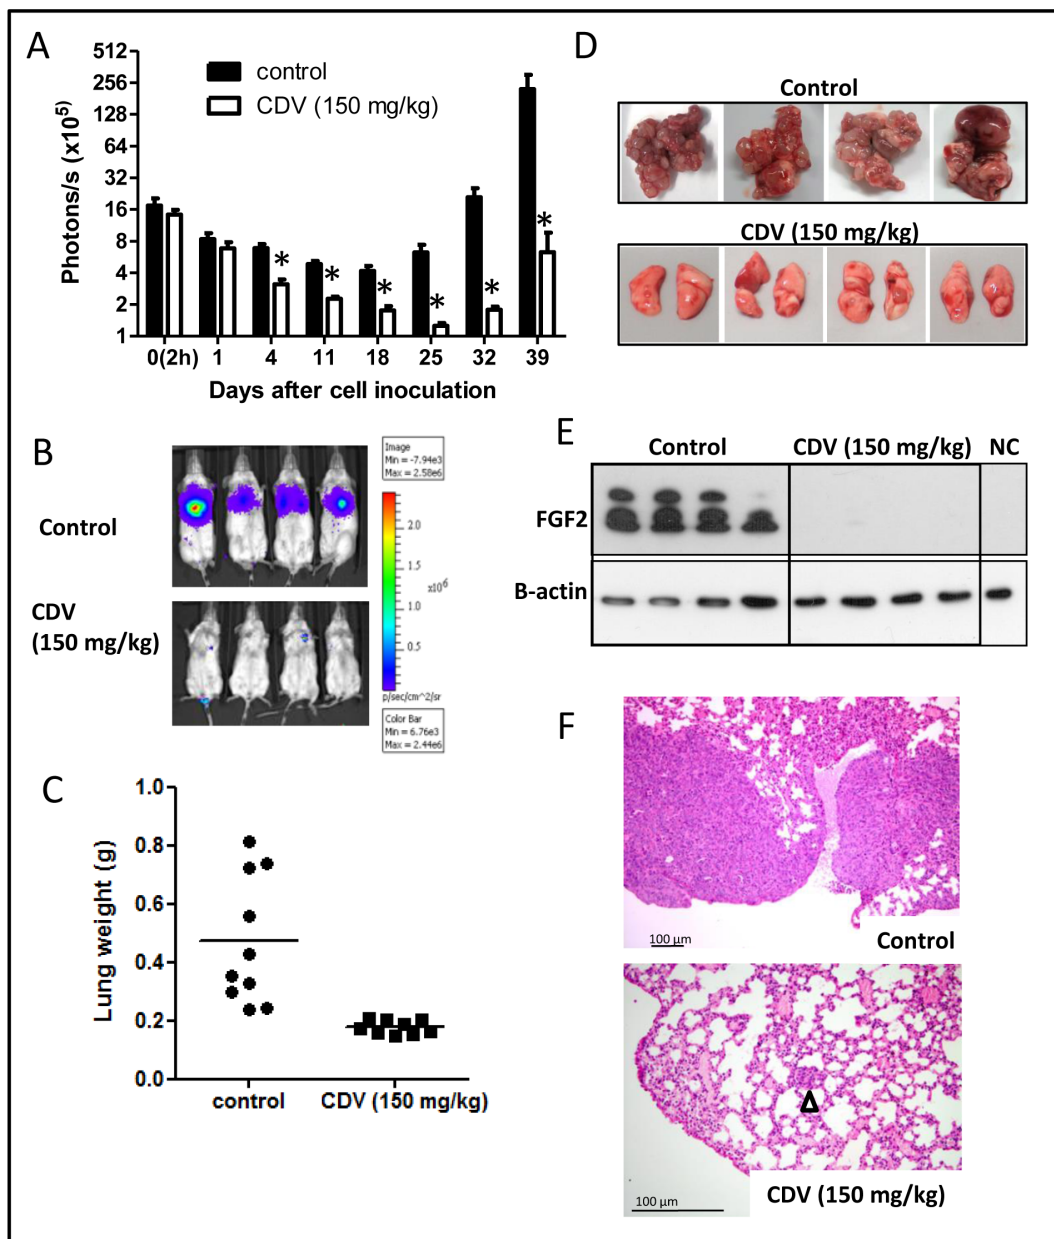 A
512
256
128
64
32
16
8
4
2
1
Photons/s (x10⁵)
control
CDV (150 mg/kg)
*
*
*
*
*
*
0(2h) 1 4 11 18 25 32 39
Days after cell inoculation
B
Control
CDV
(150 mg/kg)
Image
Min = -7.94e3
Max = 2.58e6
2.0
1.5
x10⁶
1.0
0.5
p/sec/cm^2/sr
Color Bar
Min = 6.76e3
Max = 2.44e6
C
1.0
0.8
0.6
0.4
0.2
0.0
Lung weight (g)
control CDV (150 mg/kg)
D
Control
CDV (150 mg/kg)
E
Control CDV (150 mg/kg) NC
FGF2
B-actin
F
100 µm
Control
100 µm
CDV (150 mg/kg)